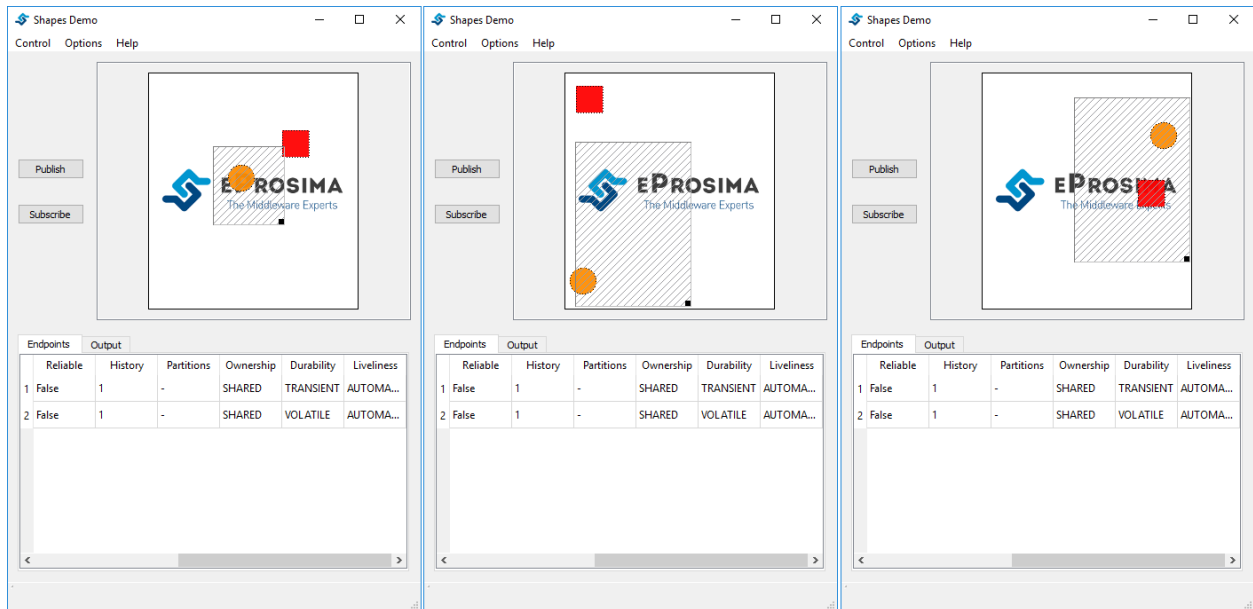 Shapes Demo
Control Options Help
Publish
Subscribe
EPROSIMA
The Middleware Experts
Endpoints Output
Reliable History Partitions Ownership Durability Liveliness
1 False 1 - SHARED TRANSIENT AUTOMA...
2 False 1 - SHARED VOLATILE AUTOMA...
Shapes Demo
Control Options Help
Publish
Subscribe
EPROSIMA
The Middleware Experts
Endpoints Output
Reliable History Partitions Ownership Durability Liveliness
1 False 1 - SHARED TRANSIENT AUTOMA...
2 False 1 - SHARED VOLATILE AUTOMA...
Shapes Demo
Control Options Help
Publish
Subscribe
EPROSIMA
The Middleware Experts
Endpoints Output
Reliable History Partitions Ownership Durability Liveliness
1 False 1 - SHARED TRANSIENT AUTOMA...
2 False 1 - SHARED VOLATILE AUTOMA...